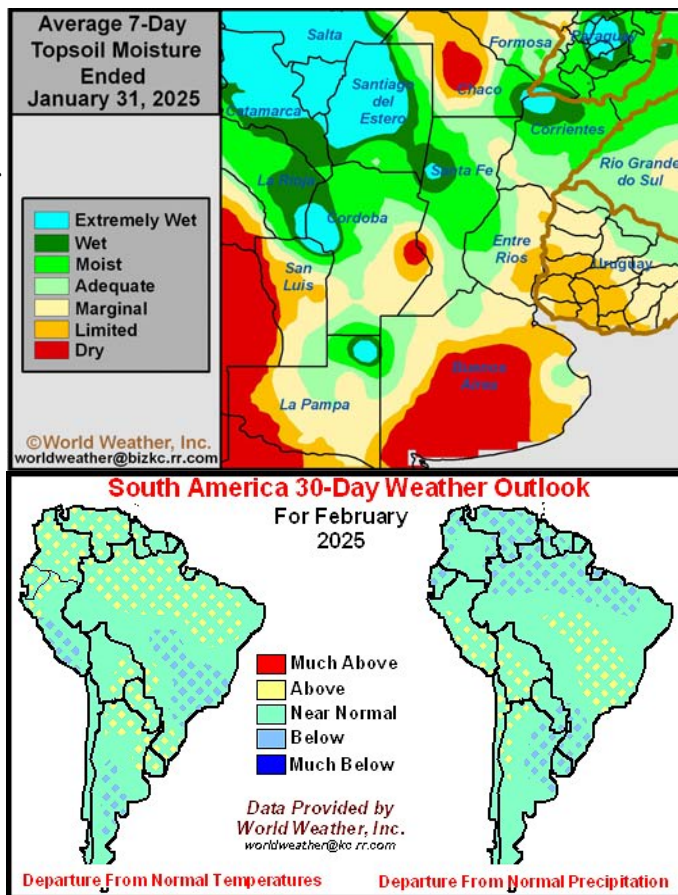 Average 7-Day
Topsoil Moisture
Ended
January 31, 2025
Extremely Wet
Wet
Moist
Adequate
Marginal
Limited
Dry
©World Weather, Inc.
worldweather@bizkc.rr.com
Salta
Formosa
Paraguay
Chaco
Santiago
del
Estero
Catamarca
Corrientes
Santa Fe
Rio Grande
do Sul
La Rioja
Cordoba
Entre
Rios
Uruguay
San
Luis
Buenos
Aires
La Pampa
South America 30-Day Weather Outlook
For February
2025
Much Above
Above
Near Normal
Below
Much Below
Data Provided by
World Weather, Inc.
worldweather@kc.rr.com
Departure From Normal Temperatures
Departure From Normal Precipitation